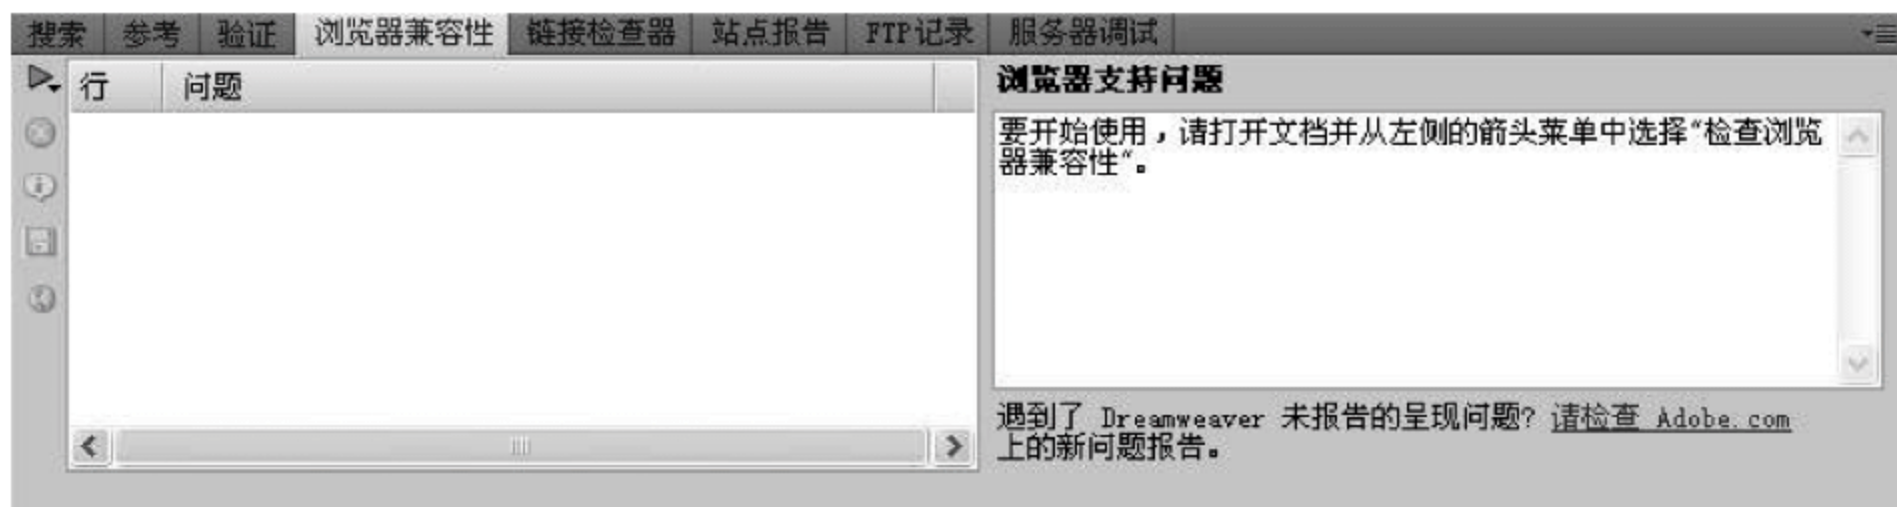 搜索 参考 验证 浏览器兼容性 链接检查器 站点报告 FTP记录 服务器调试
行 问题
浏览器支持问题
要开始使用，请打开文档并从左侧的箭头菜单中选择“检查浏览
器兼容性”。
遇到了 Dreamweaver 未报告的呈现问题? 请检查 Adobe.com
上的新问题报告。